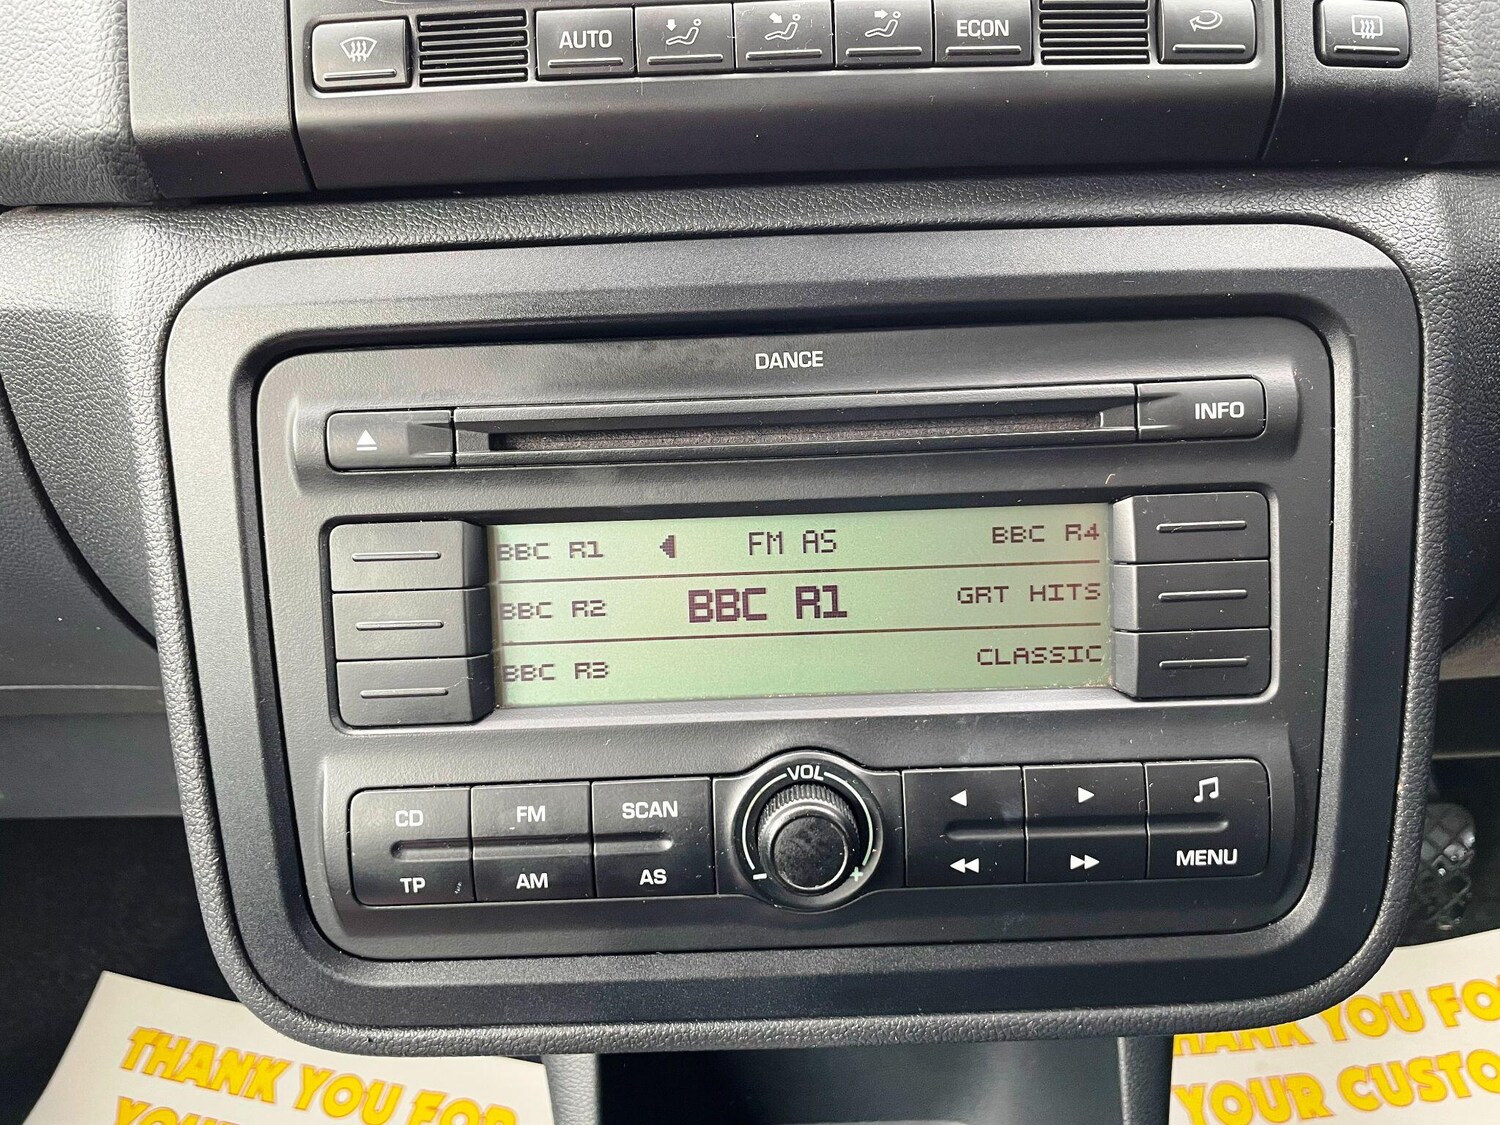 AUTO ECON
DANCE
INFO
BBC R1 FM AS BBC R4
BBC R2 BBC R1 GRT HITS
BBC R3 CLASSIC
VOL
CD FM SCAN
TP AM AS - + MENU
THANK YOU FOR
YOUR CUSTO
THANK YOU FOR